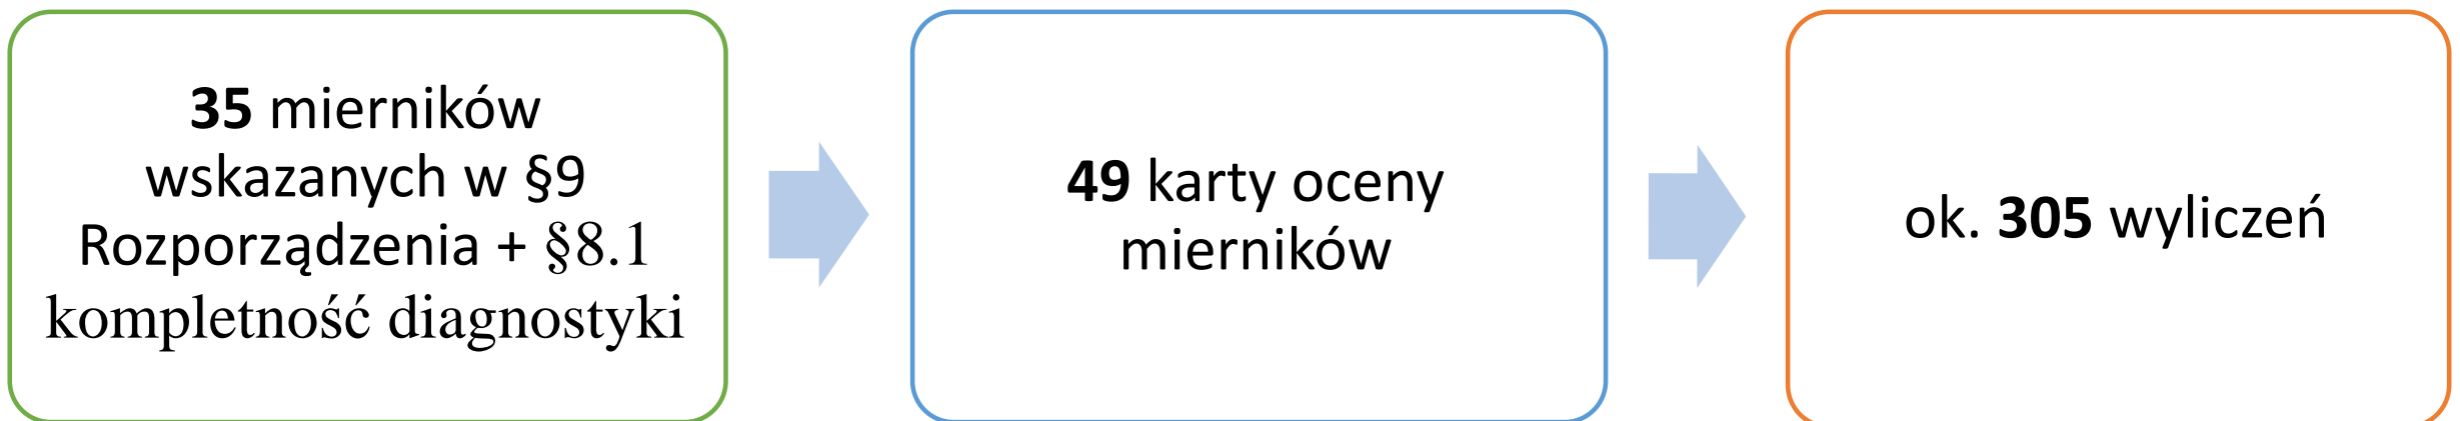 35 mierników
wskazanych w §9
Rozporządzenia + §8.1
kompletność diagnostyki
49 karty oceny
mierników
ok. 305 wyliczeń